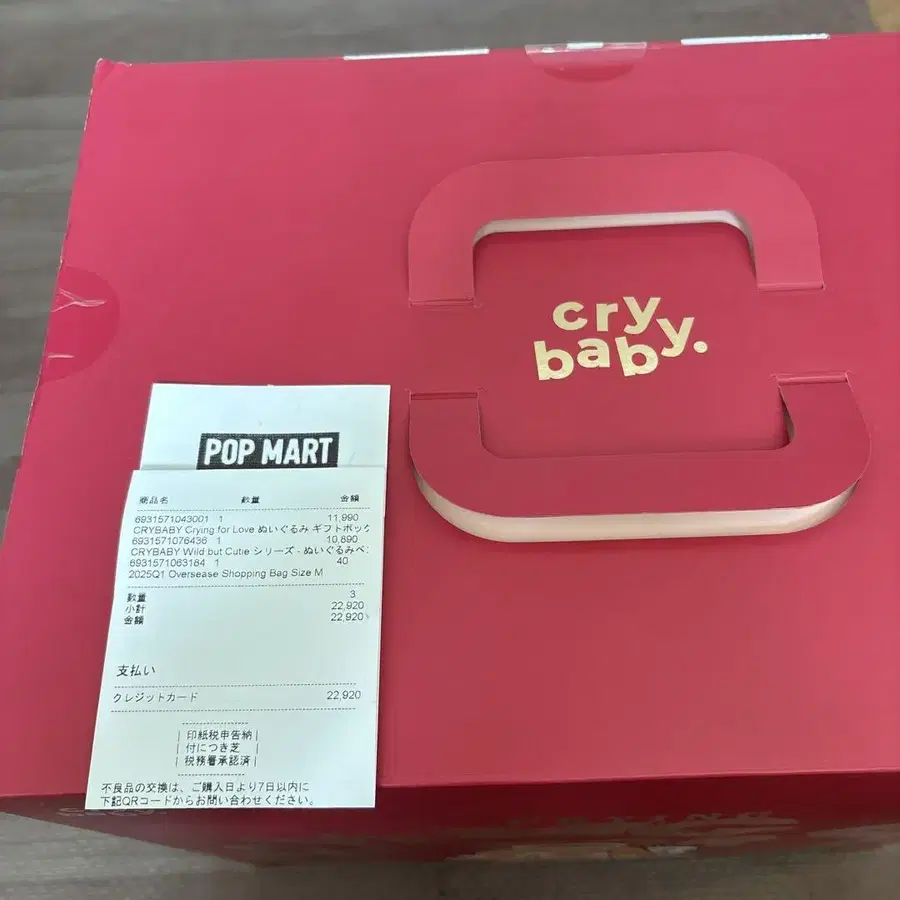 cry
baby.
POP MART
商品名 数量 金額
6931571043001 1 11,990
CRYBABY Crying for Love ぬいぐるみ ギフトボック
6931571076436 1 10,890
CRYBABY Wild but Cutie シリーズ - ぬいぐるみペ
6931571063184 1 40
2025Q1 Oversease Shopping Bag Size M
数量 3
小計 22,920
金額 22,920
支払い
クレジットカード 22,920
印紙税申告納
付につき芝
税務署承認済
不良品の交換は、ご購入日より7日以内に
下記QRコードからお問い合わせください。